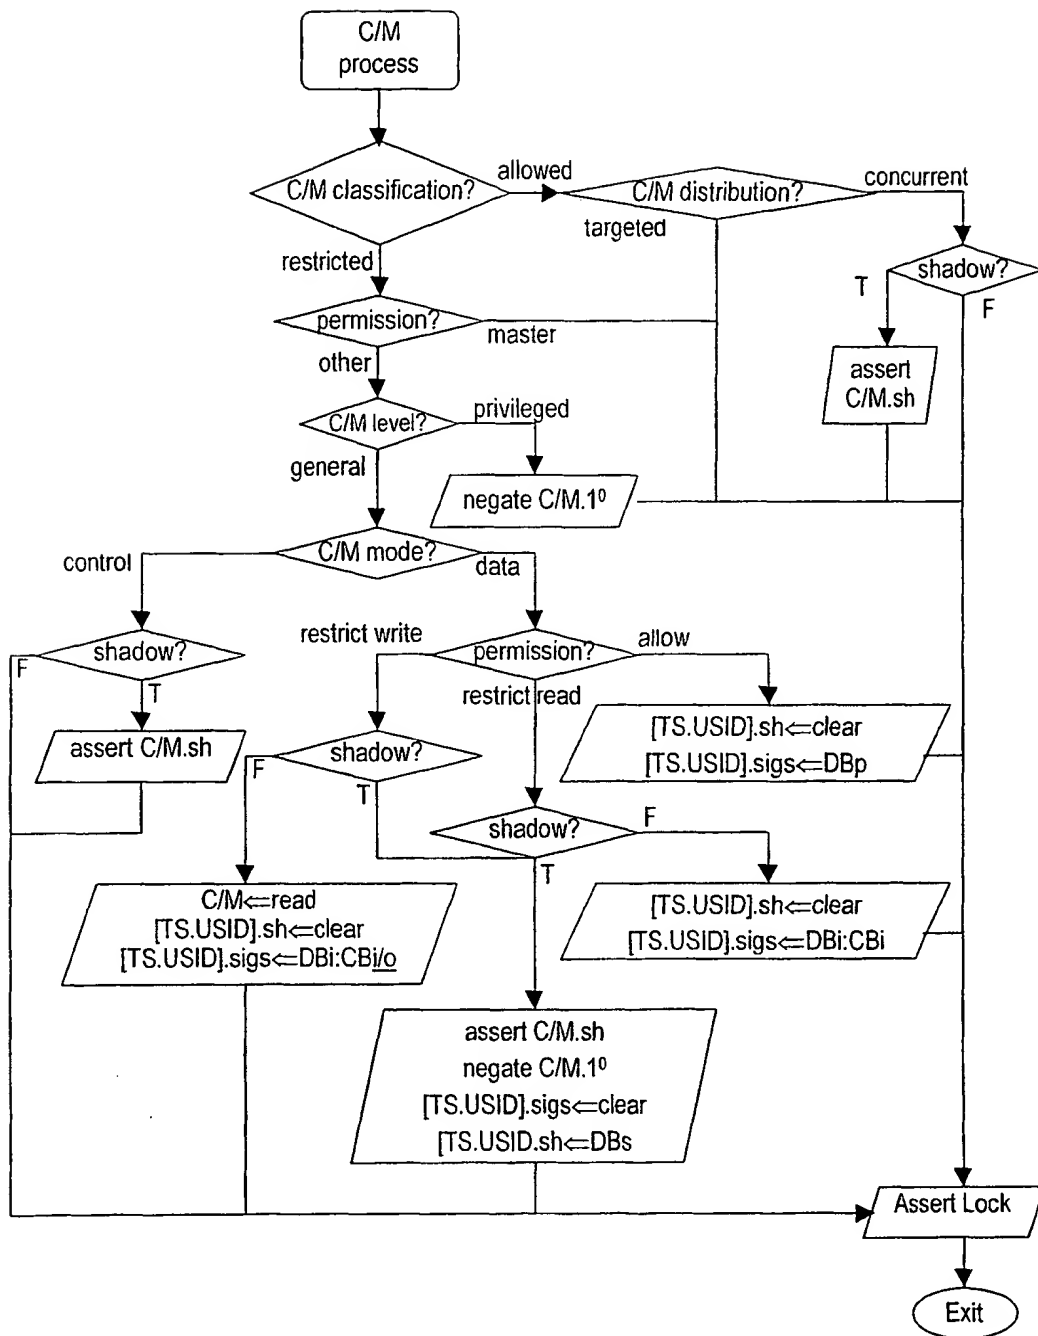 C/M
process
C/M classification?
allowed
C/M distribution?
concurrent
targeted
restricted
shadow?
T
F
permission?
master
other
assert
C/M.sh
C/M level?
privileged
general
negate C/M.1⁰
C/M mode?
control
data
restrict write
permission?
allow
shadow?
F
T
restrict read
[TS.USID].sh⇐clear
[TS.USID].sigs⇐DBp
assert C/M.sh
shadow?
F
T
shadow?
F
T
C/M⇐read
[TS.USID].sh⇐clear
[TS.USID].sigs⇐DBi:CBi/o
[TS.USID].sh⇐clear
[TS.USID].sigs⇐DBi:CBi
assert C/M.sh
negate C/M.1⁰
[TS.USID].sigs⇐clear
[TS.USID.sh⇐DBs
Assert Lock
Exit